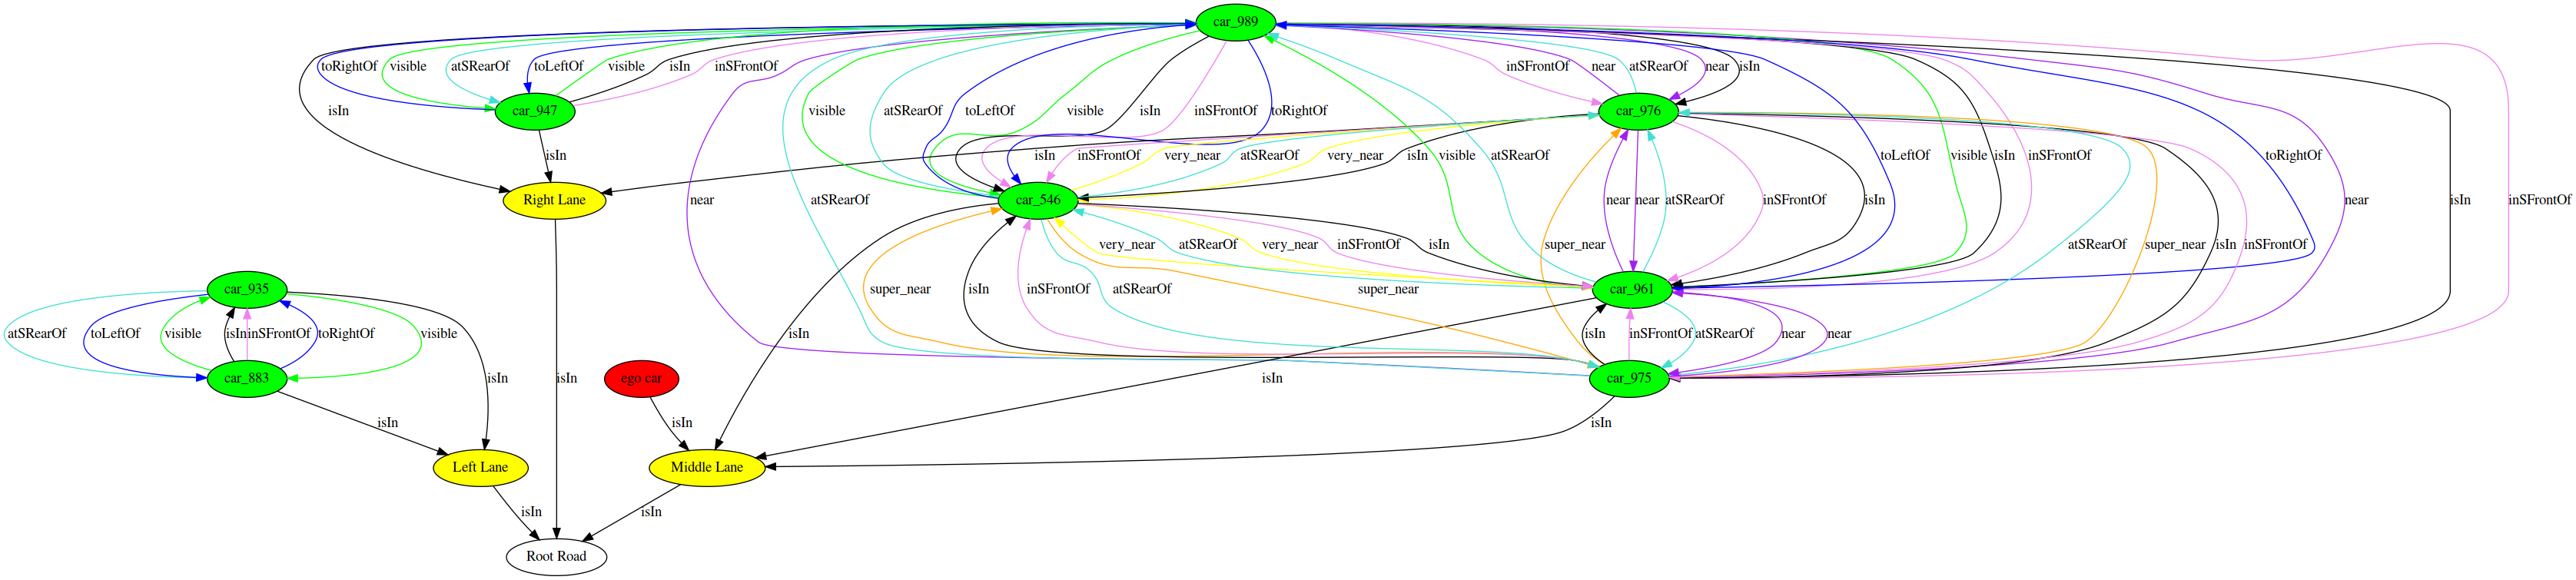 car_989
toRightOf visible atSRearOf toLeftOf visible isIn inSFrontOf inSFrontOf near atSRearOf near isIn
car_947 car_976
isIn visible atSRearOf toLeftOf visible isIn inSFrontOf toRightOf
isIn isIn inSFrontOf very_near atSRearOf very_near isIn visible atSRearOf toLeftOf visible isIn inSFrontOf toRightOf
Right Lane near atSRearOf car_546 near near atSRearOf inSFrontOf isIn near isIn inSFrontOf
very_near atSRearOf very_near inSFrontOf isIn super_near atSRearOf super_near isIn inSFrontOf
car_935 super_near isIn inSFrontOf atSRearOf super_near car_961
atSRearOf toLeftOf visible isIn inSFrontOf toRightOf visible isIn isIn inSFrontOf atSRearOf near near
car_883 isIn isIn ego car isIn car_975
isIn isIn isIn
Left Lane Middle Lane
isIn isIn
Root Road